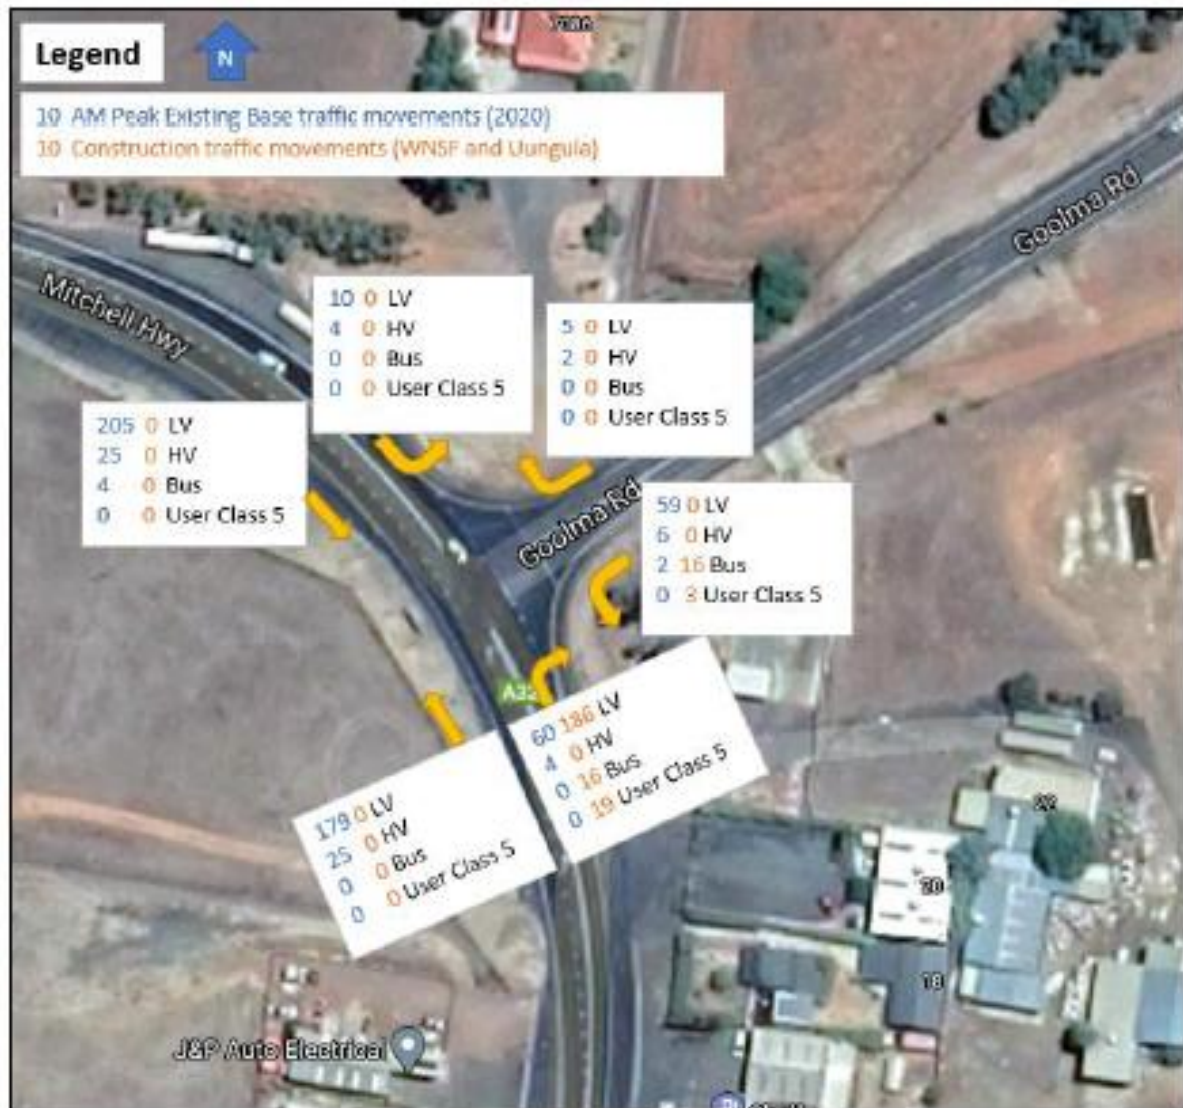 Legend
N
10 AM Peak Existing Base traffic movements (2020)
10 Construction traffic movements (WNSF and Uungula)
Goolma Rd
Mitchell Hwy
10 0 LV
4 0 HV
0 0 Bus
0 0 User Class 5
5 0 LV
2 0 HV
0 0 Bus
0 0 User Class 5
205 0 LV
25 0 HV
4 0 Bus
0 0 User Class 5
Goolma Rd
59 0 LV
6 0 HV
2 16 Bus
0 3 User Class 5
A32
60 186 LV
4 0 HV
0 16 Bus
0 19 User Class 5
179 0 LV
25 0 HV
0 0 Bus
0 0 User Class 5
22
20
18
J&P Auto Electrical